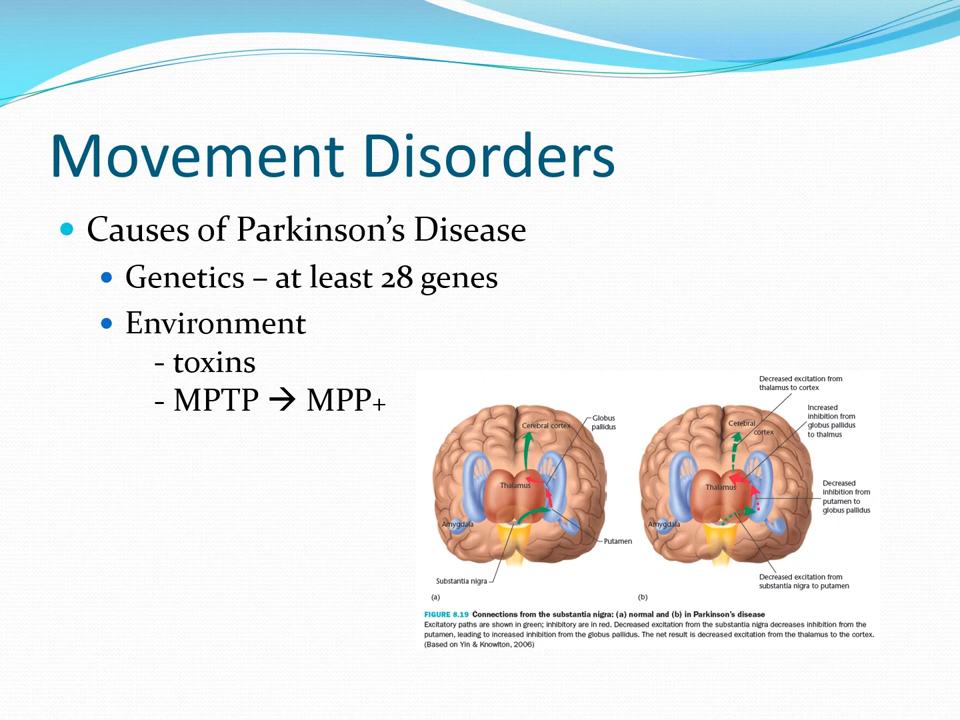 Movement Disorders
Causes of Parkinson's Disease
Genetics – at least 28 genes
Environment
- toxins
- MPTP → MPP+
Cerebral cortex
Globus
pallidus
Thalamus
Amygdala
Putamen
Substantia nigra
(a)
Decreased excitation from
thalamus to cortex
Increased
inhibition from
globus pallidus
to thalmus
Cerebral
cortex
Thalamus
Decreased
inhibition from
putamen to
globus pallidus
Amygdala
Decreased excitation from
substantia nigra to putamen
(b)
FIGURE 8.19 Connections from the substantia nigra: (a) normal and (b) in Parkinson's disease
Excitatory paths are shown in green; inhibitory are in red. Decreased excitation from the substantia nigra decreases inhibition from the
putamen, leading to increased inhibition from the globus pallidus. The net result is decreased excitation from the thalamus to the cortex.
(Based on Yin & Knowlton, 2006)